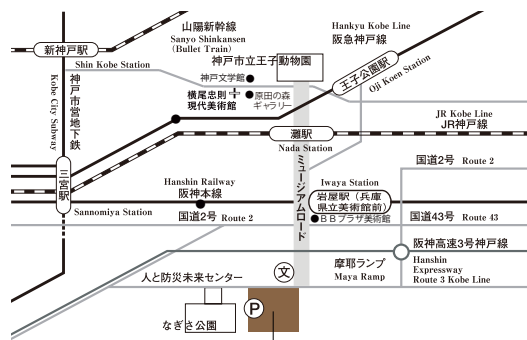 山陽新幹線
Sanyo Shinkansen
(Bullet Train)
Hankyu Kobe Line
阪急神戸線
新神戸駅
神戸市立王子動物園
Shin Kobe Station
神戸文学館
王子公園駅
Oji Koen Station
横尾忠則
現代美術館
原田の森
ギャラリー
Kobe City Subway
神戸市営地下鉄
JR Kobe Line
JR神戸線
灘駅
Nada Station
ミュージアムロード
国道2号 Route 2
三宮駅
Hanshin Railway
阪神本線
Iwaya Station
岩屋駅(兵庫
県立美術館前)
Sannomiya Station
国道2号 Route 2
BBプラザ美術館
国道43号 Route 43
阪神高速3号神戸線
Hanshin
Expressway
Route 3 Kobe Line
摩耶ランプ
Maya Ramp
人と防災未来センター
文
P
なぎさ公園